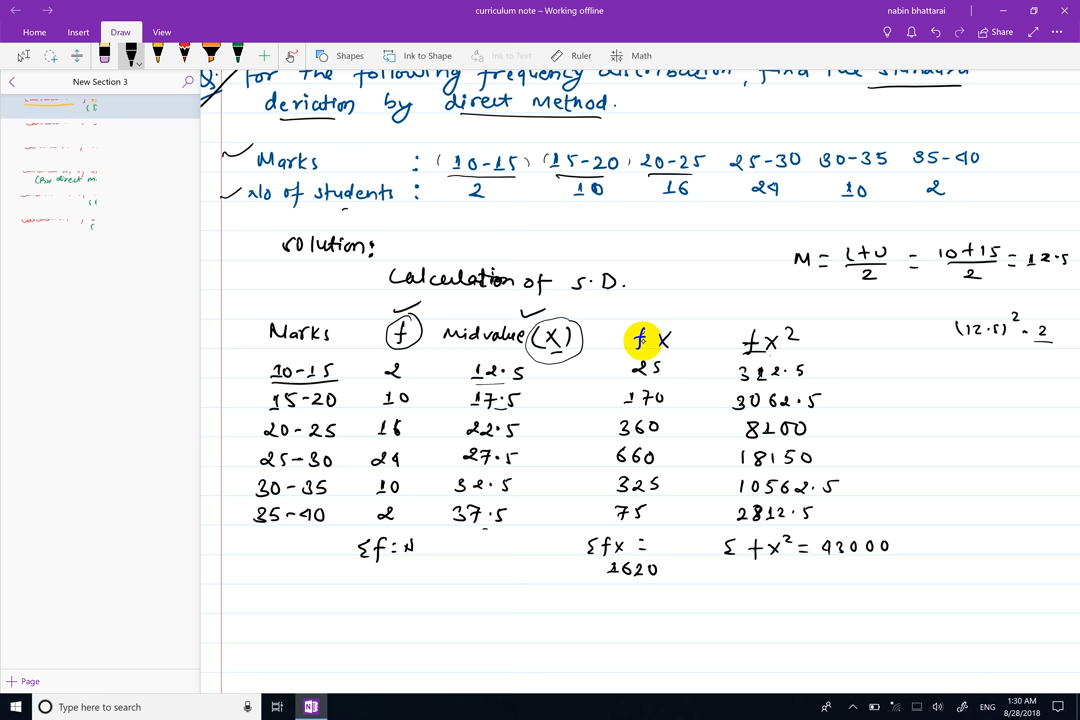 curriculum note – Working offline
nabin bhattarai
Home Insert Draw View
Share
Shapes Ink to Shape Ink to Text Ruler Math
New Section 3
(For direct m
For the following frequency distribution, find the standard
deriation by direct method.
Marks : (10-15) (15-20) 20-25 25-30 30-35 35-40
No of students : 2 10 16 24 10 2
solution:
M = L+U/2 = 10+15/2 = 12.5
Calculation of S.D.
Marks f Midvalue (X) fx fx²
(12.5)² × 2
10-15 2 12.5 25 312.5
15-20 10 17.5 170 3062.5
20-25 16 22.5 360 8100
25-30 24 27.5 660 18150
30-35 10 32.5 325 10562.5
35-40 2 37.5 75 2812.5
Σf=N Σfx = Σfx² = 43000
1620
Page
Type here to search
ENG
1:30 AM
8/28/2018